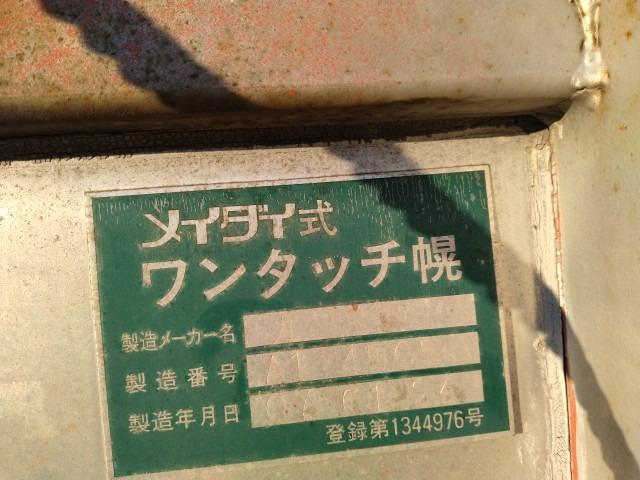 メイダイ式
ワンタッチ幌
製造メーカー名
製造番号
製造年月日
登録第1344976号